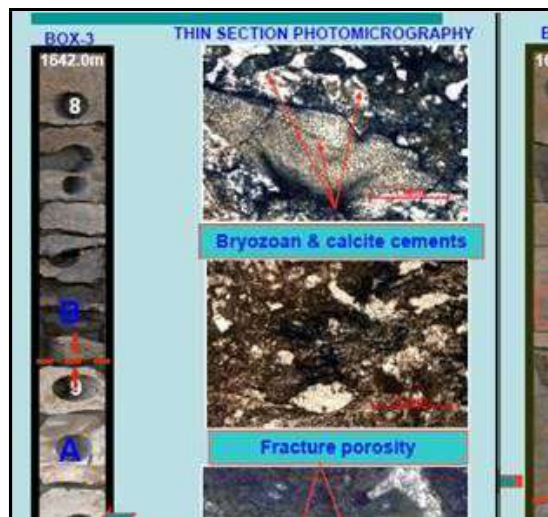 BOX-3
1642.0m
8
B
9
A
THIN SECTION PHOTOMICROGRAPHY
Bryozoan & calcite cements
Fracture porosity